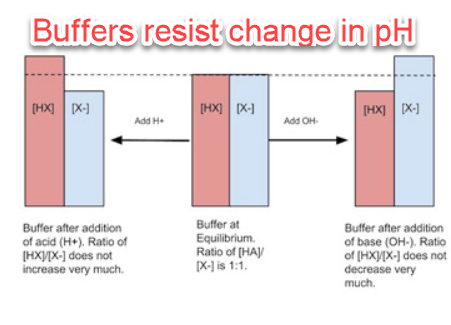 Buffers resist change in pH
[HX] [X-]
Add H+
[HX] [X-]
Add OH-
[HX] [X-]
Buffer after addition
of acid (H+). Ratio of
[HX]/[X-] does not
increase very much.
Buffer at
Equilibrium.
Ratio of [HA]/
[X-] is 1:1.
Buffer after addition
of base (OH-). Ratio
of [HX]/[X-] does not
decrease very
much.